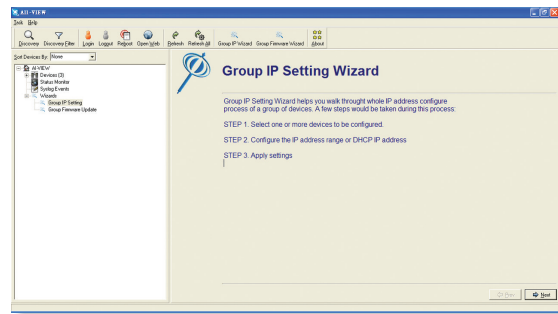 AII-VIEW
Task Help
Discovery Discovery Filter Login Logout Reboot Open Web Refresh Refresh All Group IP Wizard Group Firmware Wizard About
Sort Devices By: None
AI-VIEW
Devices (3)
Status Monitor
Syslog Events
Wizards
Group IP Setting
Group Firmware Update
Group IP Setting Wizard
Group IP Setting Wizard helps you walk throught whole IP address configure
process of a group of devices. A few steps would be taken during this process:
STEP 1. Select one or more devices to be configured.
STEP 2. Configure the IP address range or DHCP IP address
STEP 3. Apply settings
Prev Next